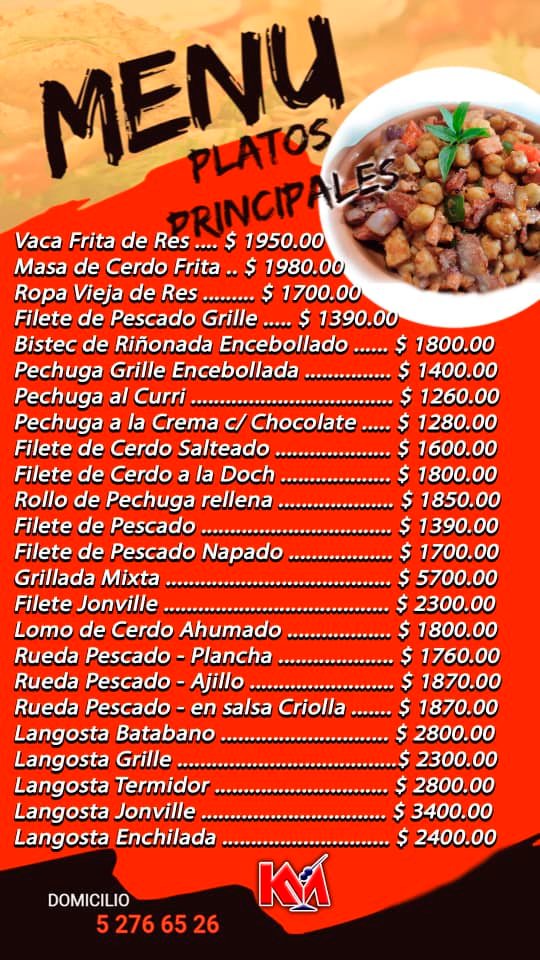 MENU
PLATOS
PRINCIPALES
Vaca Frita de Res .... $ 1950.00
Masa de Cerdo Frita .. $ 1980.00
Ropa Vieja de Res ......... $ 1700.00
Filete de Pescado Grille ..... $ 1390.00
Bistec de Riñonada Encebollado ...... $ 1800.00
Pechuga Grille Encebollada ............... $ 1400.00
Pechuga al Curri ................................... $ 1260.00
Pechuga a la Crema c/ Chocolate ..... $ 1280.00
Filete de Cerdo Salteado .................... $ 1600.00
Filete de Cerdo a la Doch ................... $ 1800.00
Rollo de Pechuga rellena .................... $ 1850.00
Filete de Pescado ................................. $ 1390.00
Filete de Pescado Napado .................. $ 1700.00
Grillada Mixta ....................................... $ 5700.00
Filete Jonville ....................................... $ 2300.00
Lomo de Cerdo Ahumado .................. $ 1800.00
Rueda Pescado - Plancha .................... $ 1760.00
Rueda Pescado - Ajillo ......................... $ 1870.00
Rueda Pescado - en salsa Criolla ....... $ 1870.00
Langosta Batabano ............................. $ 2800.00
Langosta Grille ......................................$ 2300.00
Langosta Termidor .............................. $ 2800.00
Langosta Jonville ................................ $ 3400.00
Langosta Enchilada ............................. $ 2400.00
KM
DOMICILIO
5 276 65 26